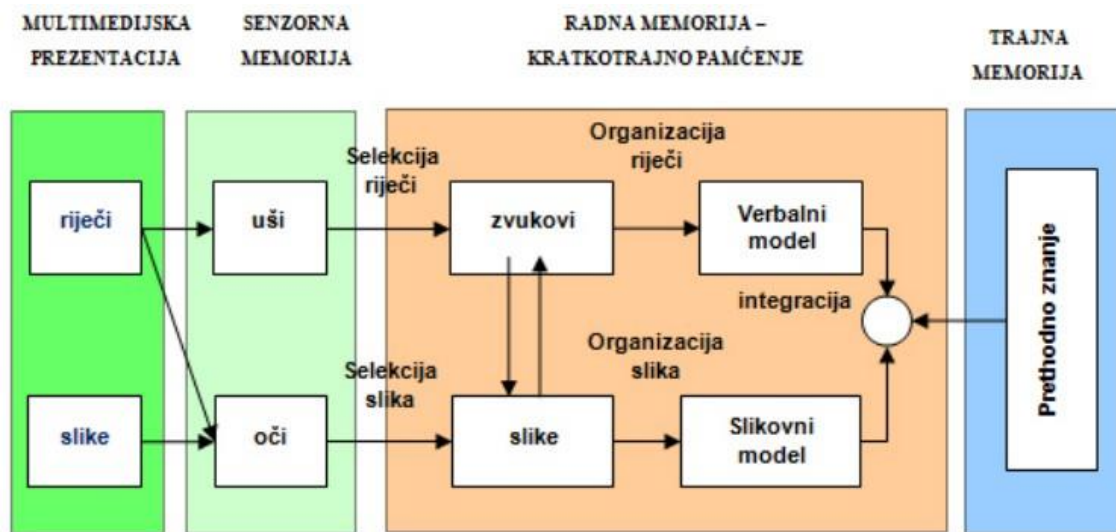 MULTIMEDIJSKA
PREZENTACIJA
SENZORNA
MEMORIJA
RADNA MEMORIJA –
KRATKOTRAJNO PAMĆENJE
TRAJNA
MEMORIJA
riječi
slike
uši
oči
Selekcija
riječi
Selekcija
slika
zvukovi
slike
Organizacija
riječi
Organizacija
slika
Verbalni
model
Slikovni
model
integracija
Prethodno znanje